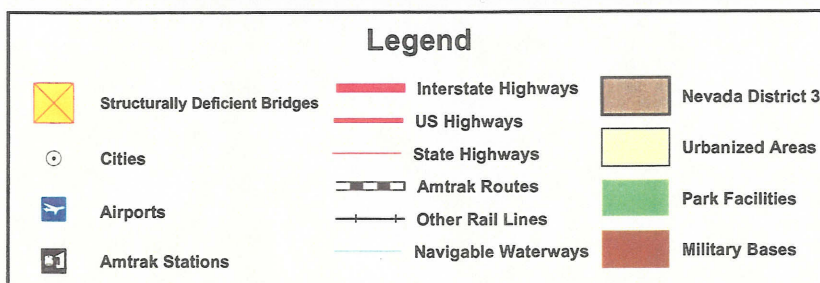 Legend
Structurally Deficient Bridges
Cities
Airports
Amtrak Stations
Interstate Highways
US Highways
State Highways
Amtrak Routes
Other Rail Lines
Navigable Waterways
Nevada District 3
Urbanized Areas
Park Facilities
Military Bases